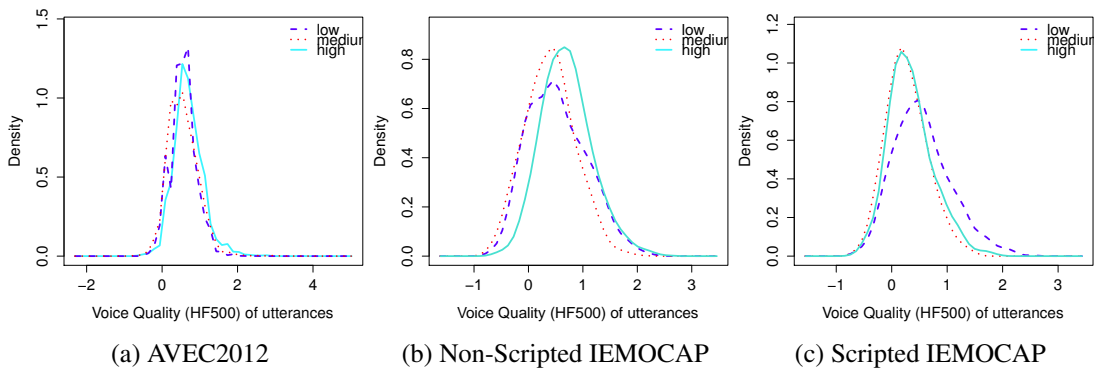 low
mediur
high
Density
0.0 0.5 1.0 1.5
−2 0 2 4
Voice Quality (HF500) of utterances
(a) AVEC2012
low
mediur
high
Density
0.0 0.2 0.4 0.6 0.8
−1 0 1 2 3
Voice Quality (HF500) of utterances
(b) Non-Scripted IEMOCAP
low
mediur
high
Density
0.0 0.2 0.4 0.6 0.8 1.0 1.2
−1 0 1 2 3
Voice Quality (HF500) of utterances
(c) Scripted IEMOCAP